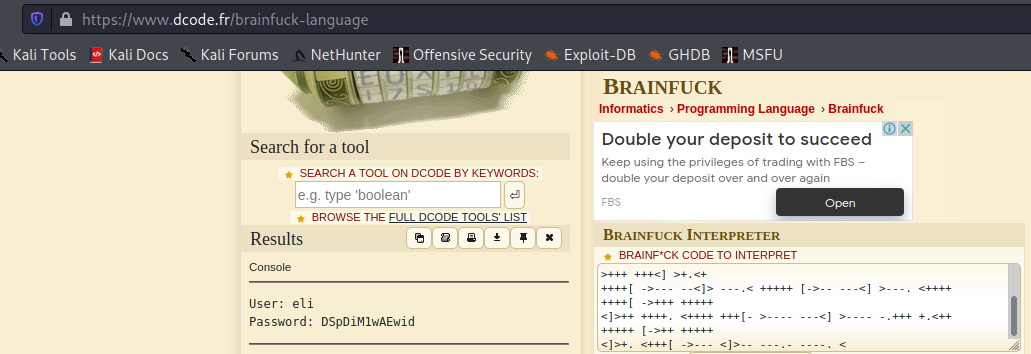 https://www.dcode.fr/brainfuck-language
Kali Tools Kali Docs Kali Forums NetHunter Offensive Security Exploit-DB GHDB MSFU
Search for a tool
SEARCH A TOOL ON DCODE BY KEYWORDS:
e.g. type 'boolean'
BROWSE THE FULL DCODE TOOLS' LIST
Results
Console
User: eli
Password: DSpDiM1wAEwid
BRAINFUCK
Informatics › Programming Language › Brainfuck
Double your deposit to succeed
Keep using the privileges of trading with FBS –
double your deposit over and over again
FBS
Open
BRAINFUCK INTERPRETER
BRAINF*CK CODE TO INTERPRET
>+++ +++<] >+.<+
++++[ ->--- --<]> ---.< +++++ [->-- ---<] >---. <++++
++++[ ->+++ +++++
<]>++ ++++. <++++ +++[- >---- ---<] >---- -.+++ +.<++
+++++ [->++ +++++
<]>+. <+++[ ->--- <]>-- ---.- ----. <